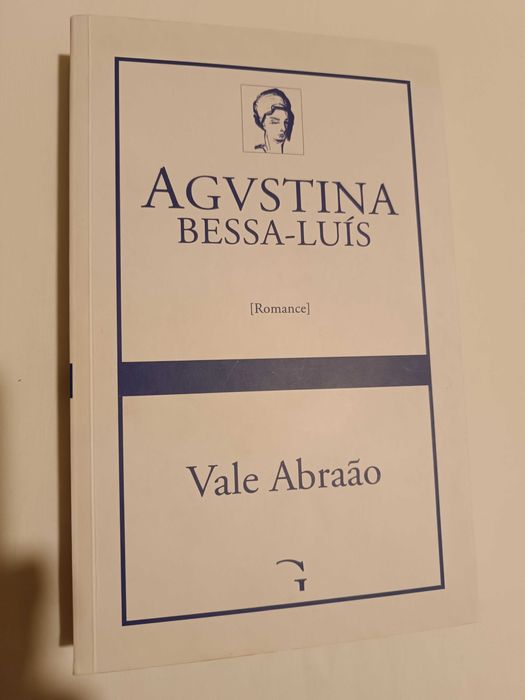 AGVSTINA
BESSA-LUÍS
[Romance]
Vale Abraão
G